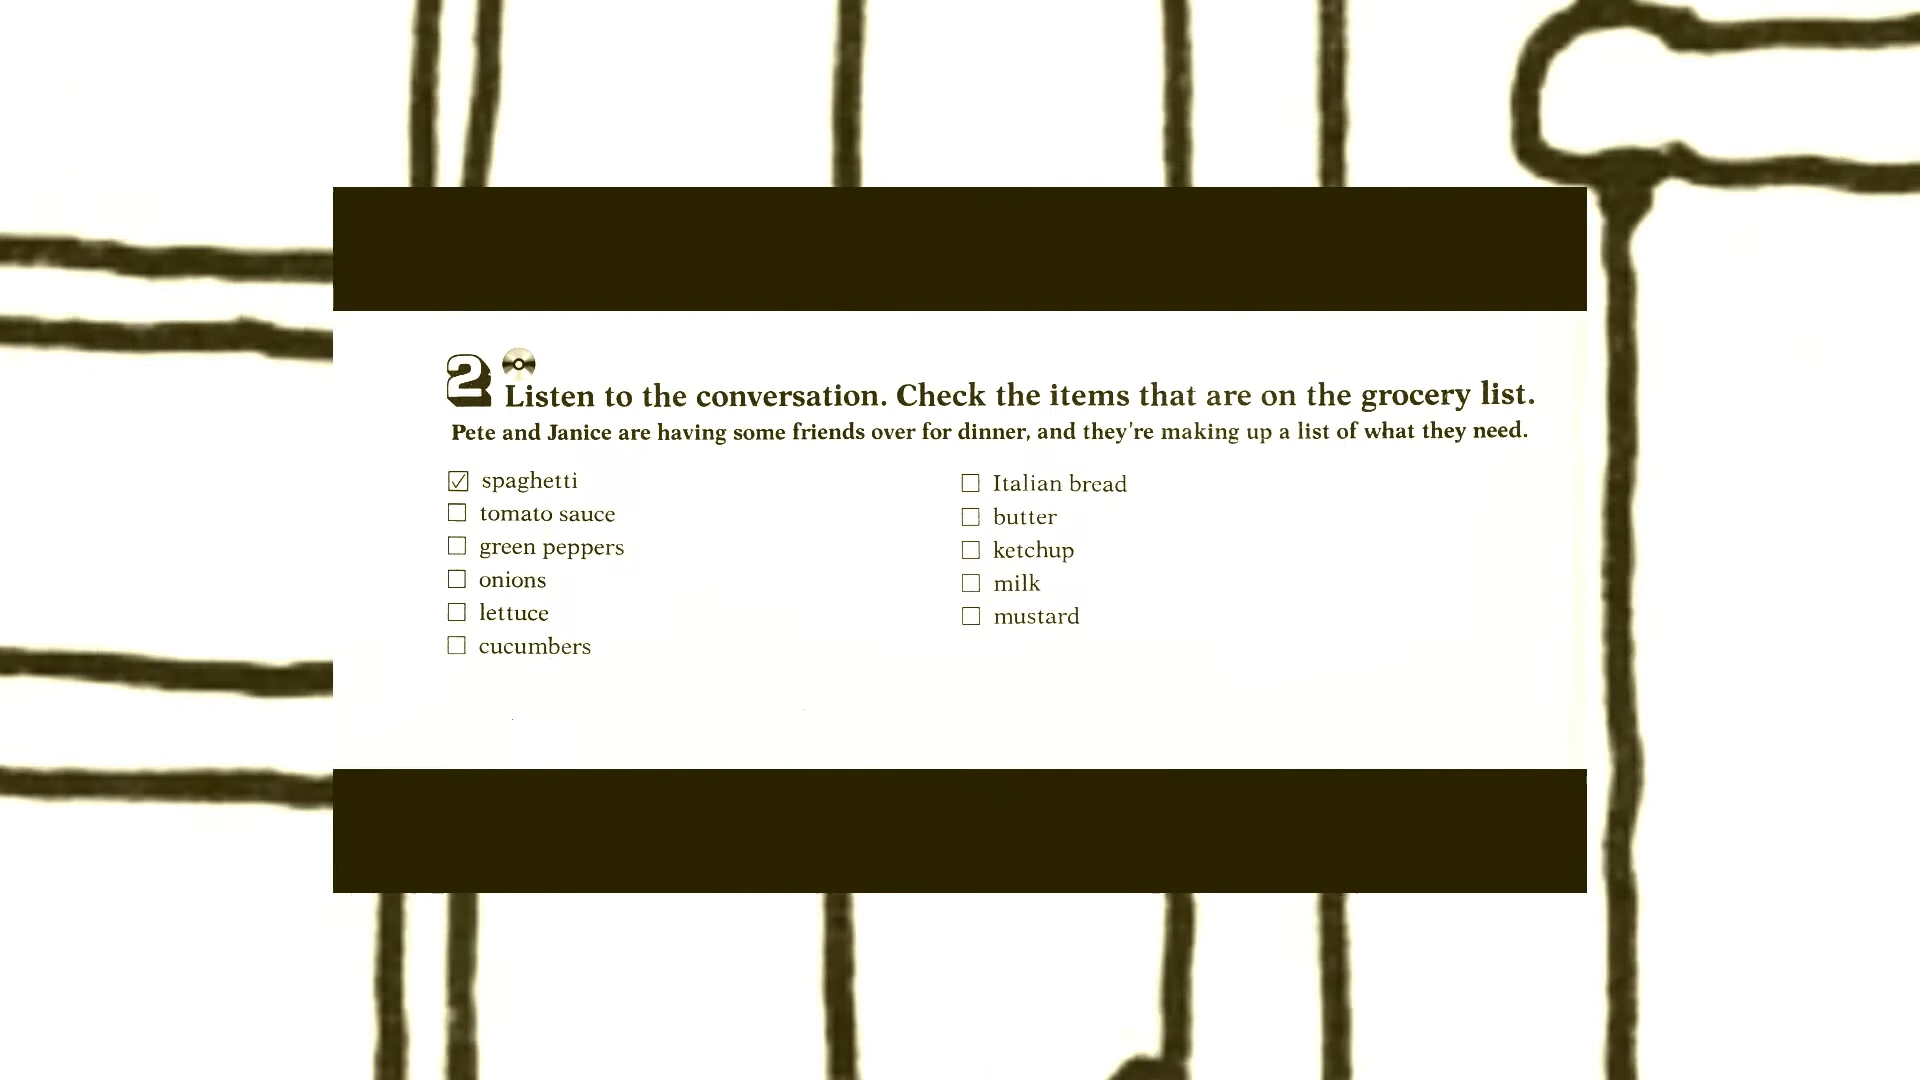 2
Listen to the conversation. Check the items that are on the grocery list.
Pete and Janice are having some friends over for dinner, and they're making up a list of what they need.
spaghetti
tomato sauce
green peppers
onions
lettuce
cucumbers
Italian bread
butter
ketchup
milk
mustard